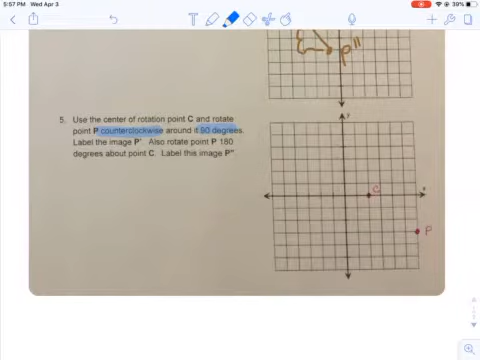 5:57 PM Wed Apr 3
39%
P"
5. Use the center of rotation point C and rotate
point P counterclockwise around it 90 degrees.
Label the image P'. Also rotate point P 180
degrees about point C. Label this image P"
y
x
C
P